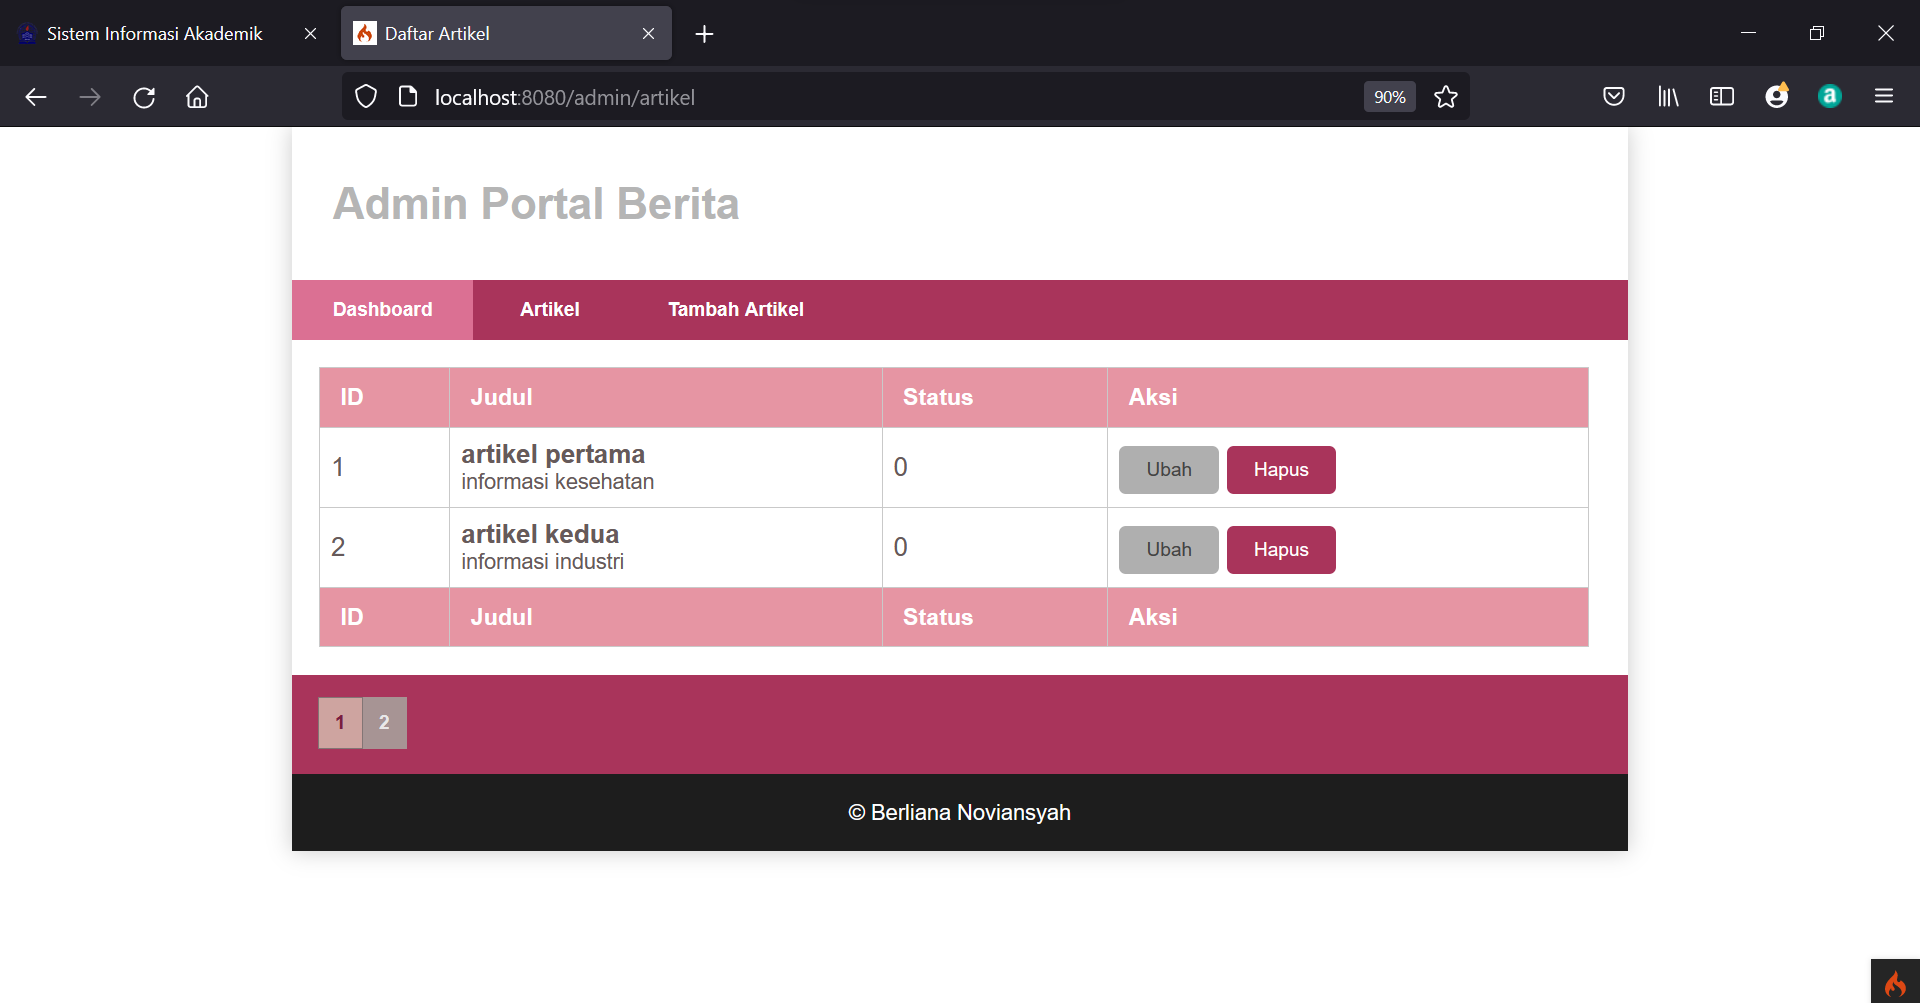 Sistem Informasi Akademik
Daftar Artikel
localhost:8080/admin/artikel
90%
a
Admin Portal Berita
Dashboard Artikel Tambah Artikel
ID Judul Status Aksi
1 artikel pertama 0 Ubah Hapus
informasi kesehatan
2 artikel kedua 0 Ubah Hapus
informasi industri
ID Judul Status Aksi
1 2
© Berliana Noviansyah